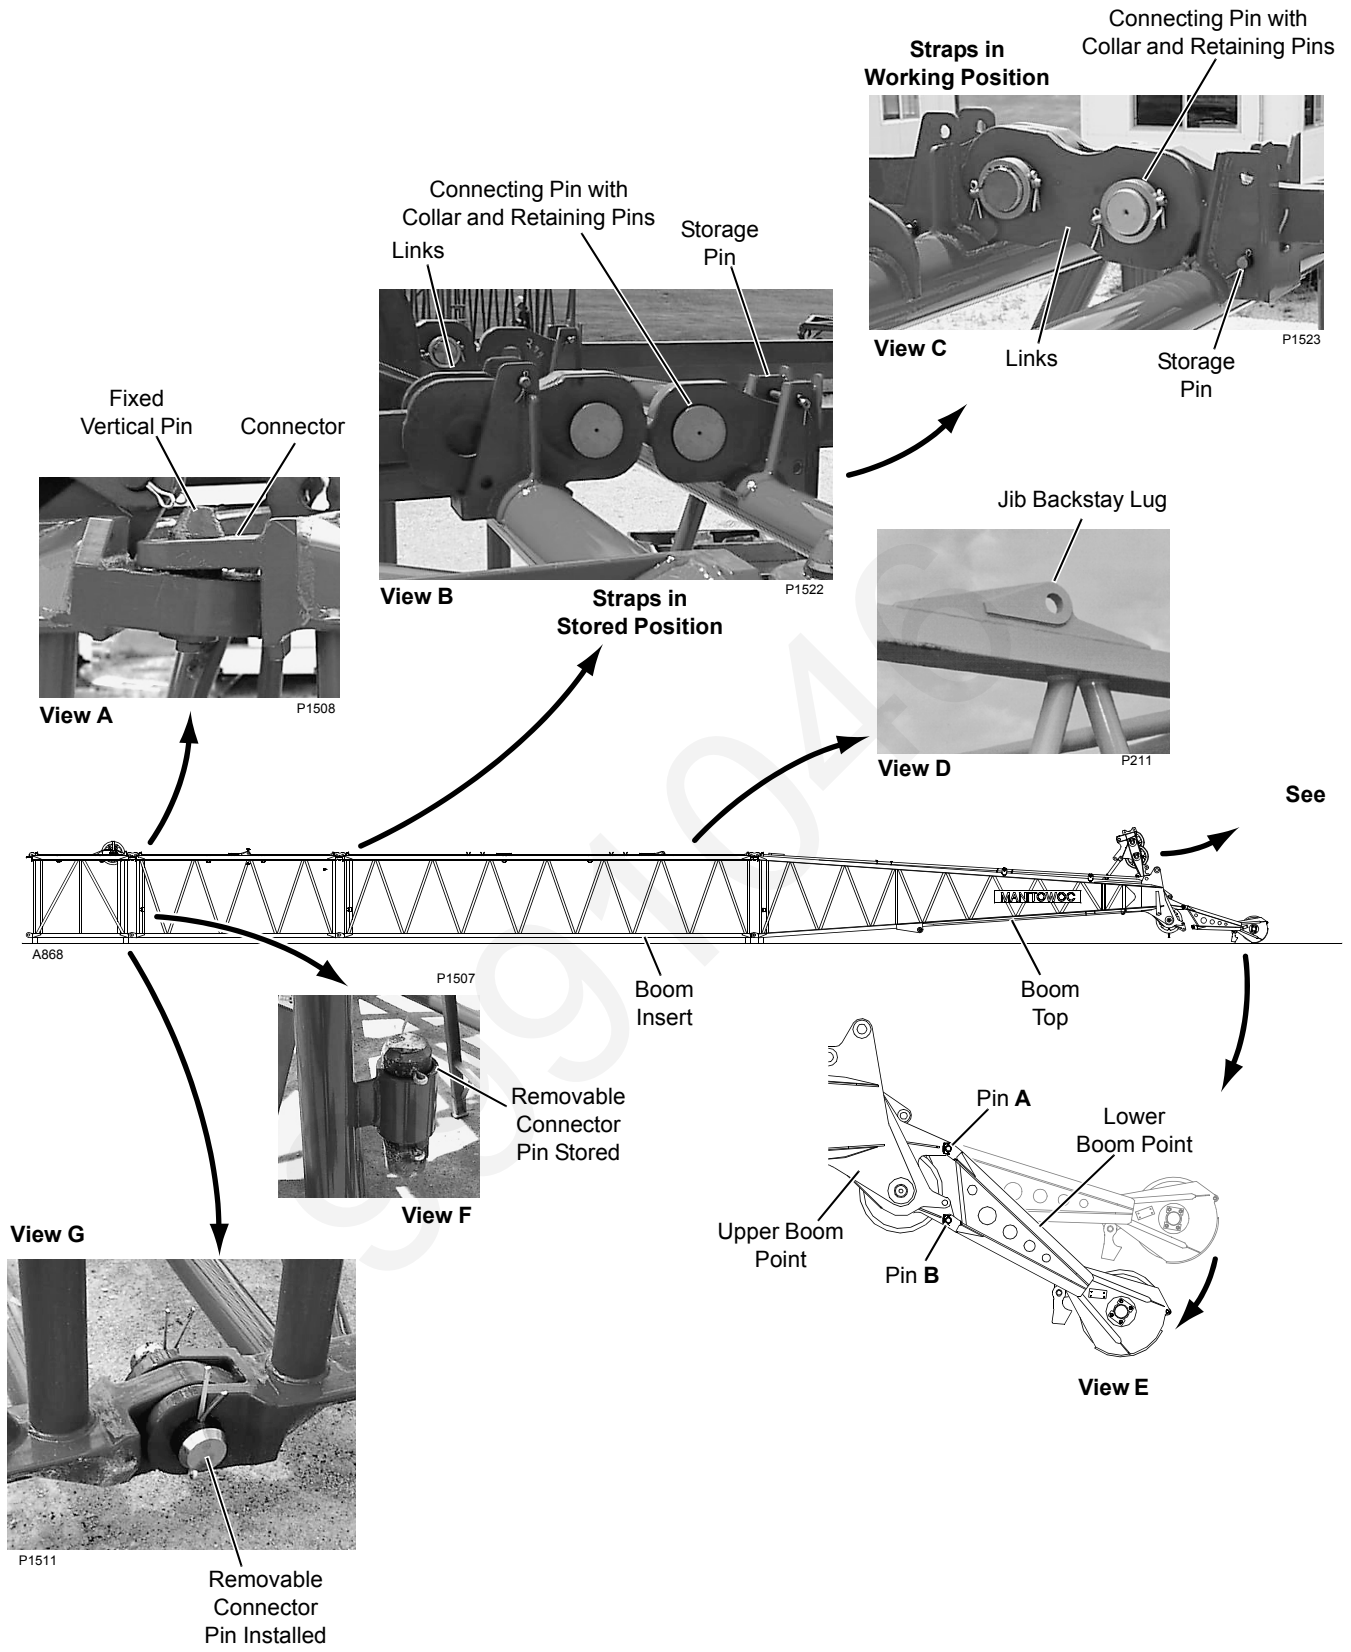 Connecting Pin with
Collar and Retaining Pins
Straps in
Working Position
Connecting Pin with
Collar and Retaining Pins
Links
Storage
Pin
View C
Links
Storage
Pin
P1523
Fixed
Vertical Pin
Connector
View B
P1522
Straps in
Stored Position
Jib Backstay Lug
View A
P1508
View D
P211
See
MANITOWOC
A868
P1507
Boom
Insert
Boom
Top
Removable
Connector
Pin Stored
View F
Pin A
Lower
Boom Point
Upper Boom
Point
Pin B
View E
View G
P1511
Removable
Connector
Pin Installed